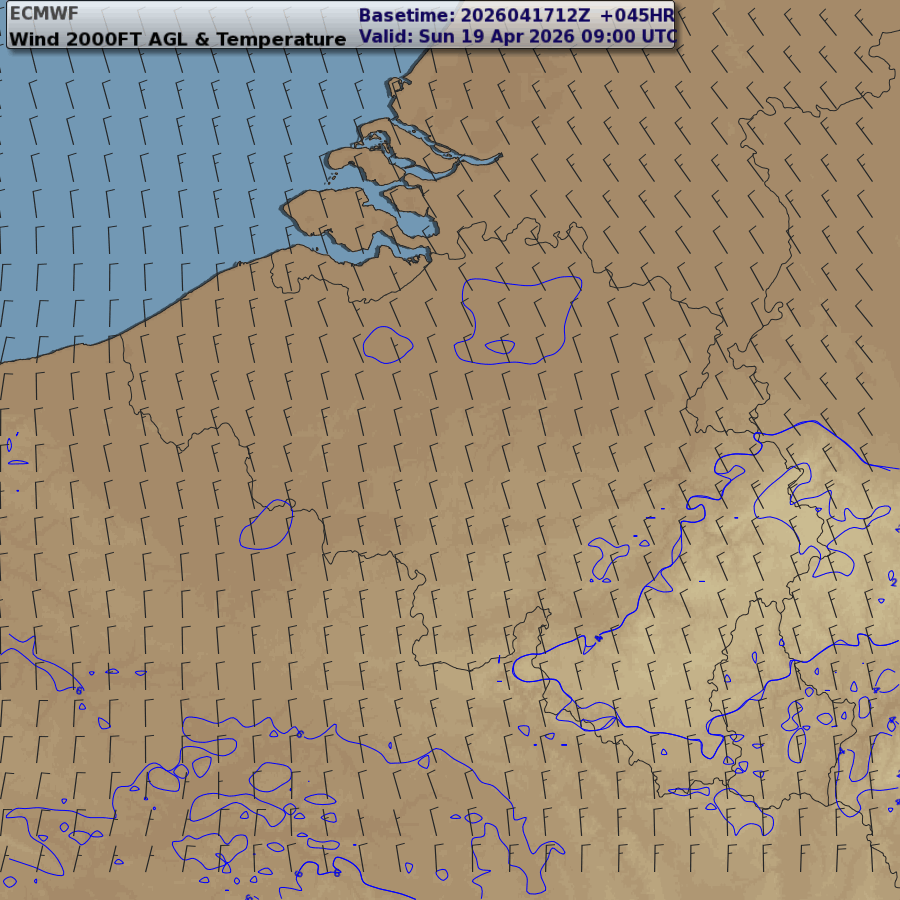 ECMWF
Wind 2000FT AGL & Temperature
Basetime: 2026041712Z +045HR
Valid: Sun 19 Apr 2026 09:00 UTC